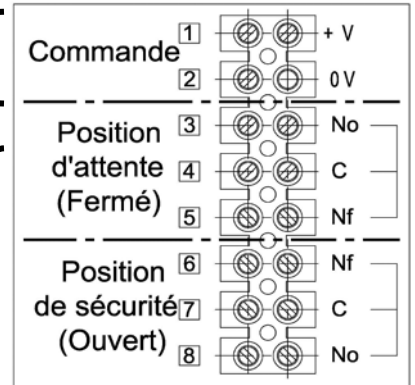 Commande
1 + V
2 0 V
Position
d'attente
(Fermé)
3 No
4 C
5 Nf
Position
de sécurité
(Ouvert)
6 Nf
7 C
8 No